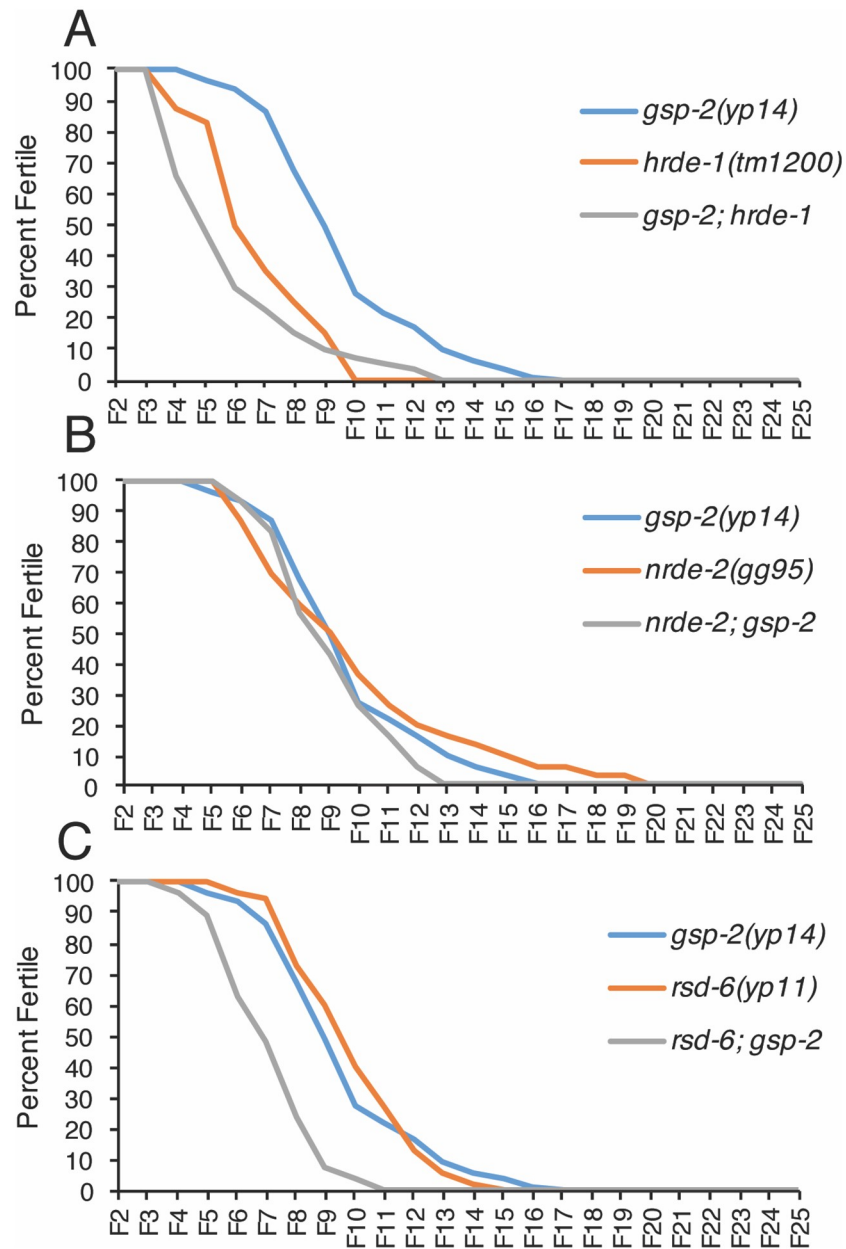 A
Percent Fertile
100
90
80
70
60
50
40
30
20
10
0
F2 F3 F4 F5 F6 F7 F8 F9 F10 F11 F12 F13 F14 F15 F16 F17 F18 F19 F20 F21 F22 F23 F24 F25
gsp-2(yp14)
hrde-1(tm1200)
gsp-2; hrde-1
B
Percent Fertile
100
90
80
70
60
50
40
30
20
10
0
F2 F3 F4 F5 F6 F7 F8 F9 F10 F11 F12 F13 F14 F15 F16 F17 F18 F19 F20 F21 F22 F23 F24 F25
gsp-2(yp14)
nrde-2(gg95)
nrde-2; gsp-2
C
Percent Fertile
100
90
80
70
60
50
40
30
20
10
0
F2 F3 F4 F5 F6 F7 F8 F9 F10 F11 F12 F13 F14 F15 F16 F17 F18 F19 F20 F21 F22 F23 F24 F25
gsp-2(yp14)
rsd-6(yp11)
rsd-6; gsp-2